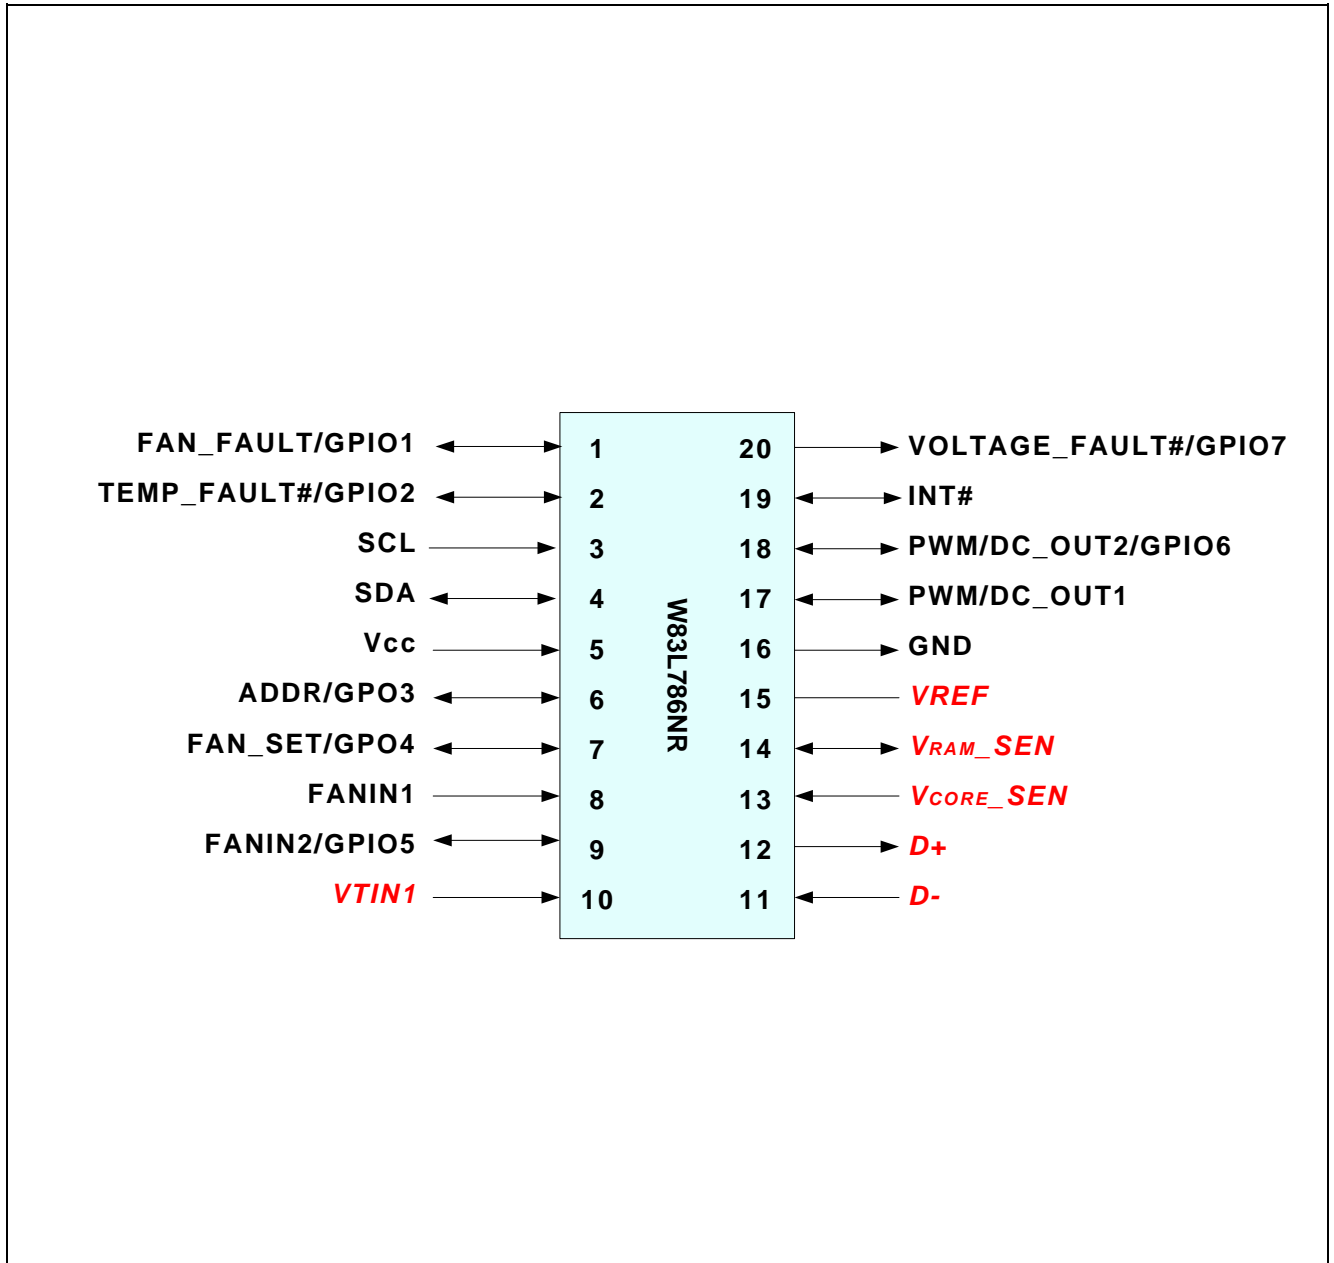 FAN_FAULT/GPIO1 1 20 VOLTAGE_FAULT#/GPIO7
TEMP_FAULT#/GPIO2 2 19 INT#
SCL 3 18 PWM/DC_OUT2/GPIO6
SDA 4 17 PWM/DC_OUT1
Vcc 5 16 GND
ADDR/GPO3 6 15 VREF
FAN_SET/GPO4 7 14 VRAM_SEN
FANIN1 8 13 VCORE_SEN
FANIN2/GPIO5 9 12 D+
VTIN1 10 11 D-
W83L786NR